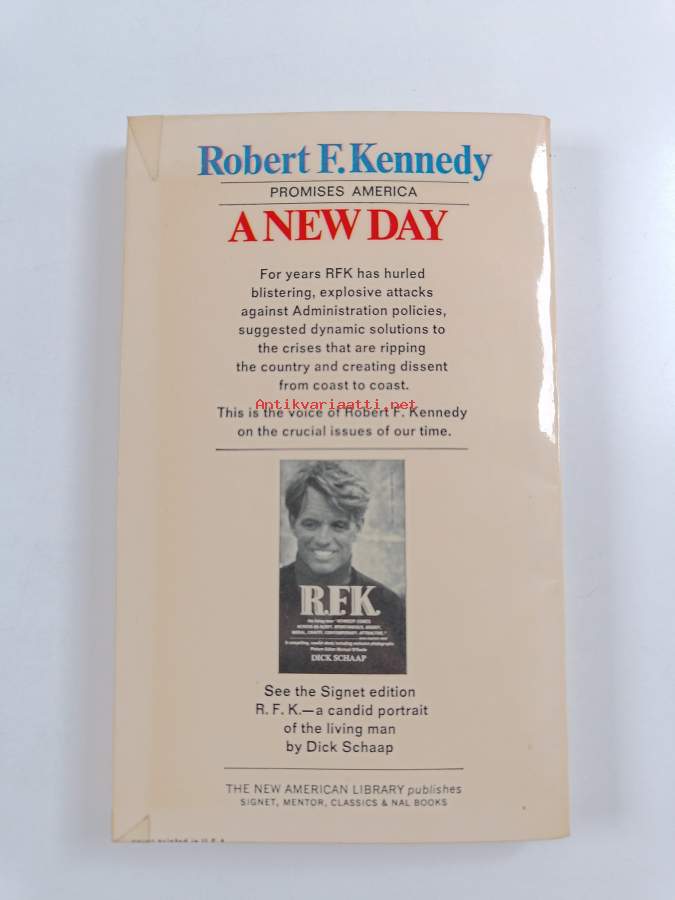 Robert F. Kennedy
PROMISES AMERICA
A NEW DAY
For years RFK has hurled
blistering, explosive attacks
against Administration policies,
suggested dynamic solutions to
the crises that are ripping
the country and creating dissent
from coast to coast.
Antikvariaatti.net
This is the voice of Robert F. Kennedy
on the crucial issues of our time.
R.F.K.
DICK SCHAAP
See the Signet edition
R. F. K.—a candid portrait
of the living man
by Dick Schaap
THE NEW AMERICAN LIBRARY publishes
SIGNET, MENTOR, CLASSICS & NAL BOOKS